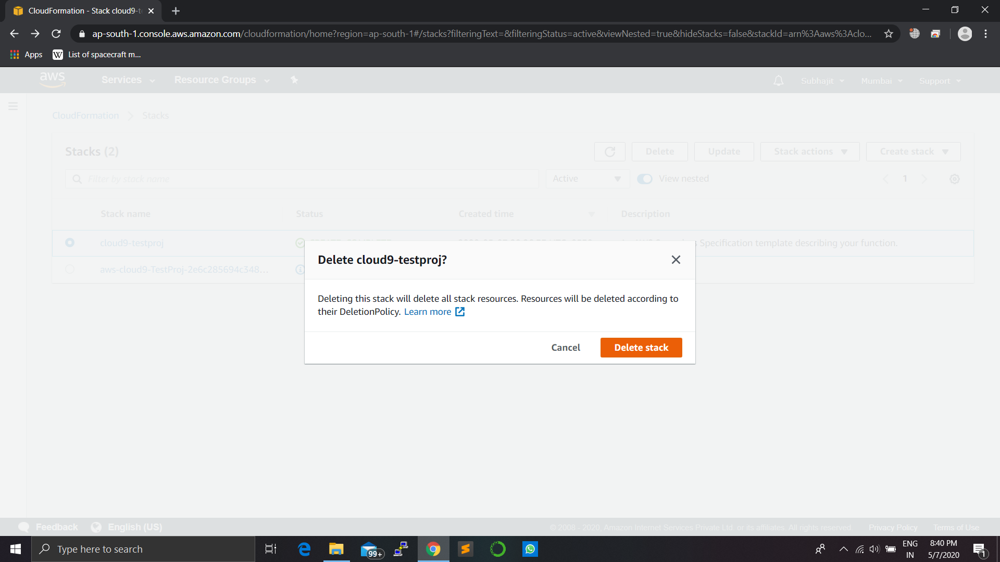 CloudFormation - Stack cloud9-t
ap-south-1.console.aws.amazon.com/cloudformation/home?region=ap-south-1#/stacks?filteringText=&filteringStatus=active&viewNested=true&hideStacks=false&stackId=arn%3Aaws%3Aclo...
Apps List of spacecraft m...
aws Services Resource Groups Subhajit Mumbai Support
CloudFormation Stacks
Stacks (2) Delete Update Stack actions Create stack
Filter by stack name Active View nested 1
Stack name Status Created time Description
cloud9-testproj Specification template describing your function.
aws-cloud9-TestProj-2e6c285694c348...
Delete cloud9-testproj?
Deleting this stack will delete all stack resources. Resources will be deleted according to
their DeletionPolicy. Learn more
Cancel Delete stack
Feedback English (US) © 2008 - 2020, Amazon Internet Services Private Ltd. or its affiliates. All rights reserved. Privacy Policy Terms of Use
Type here to search 99+ ENG 8:40 PM
IN 5/7/2020 1